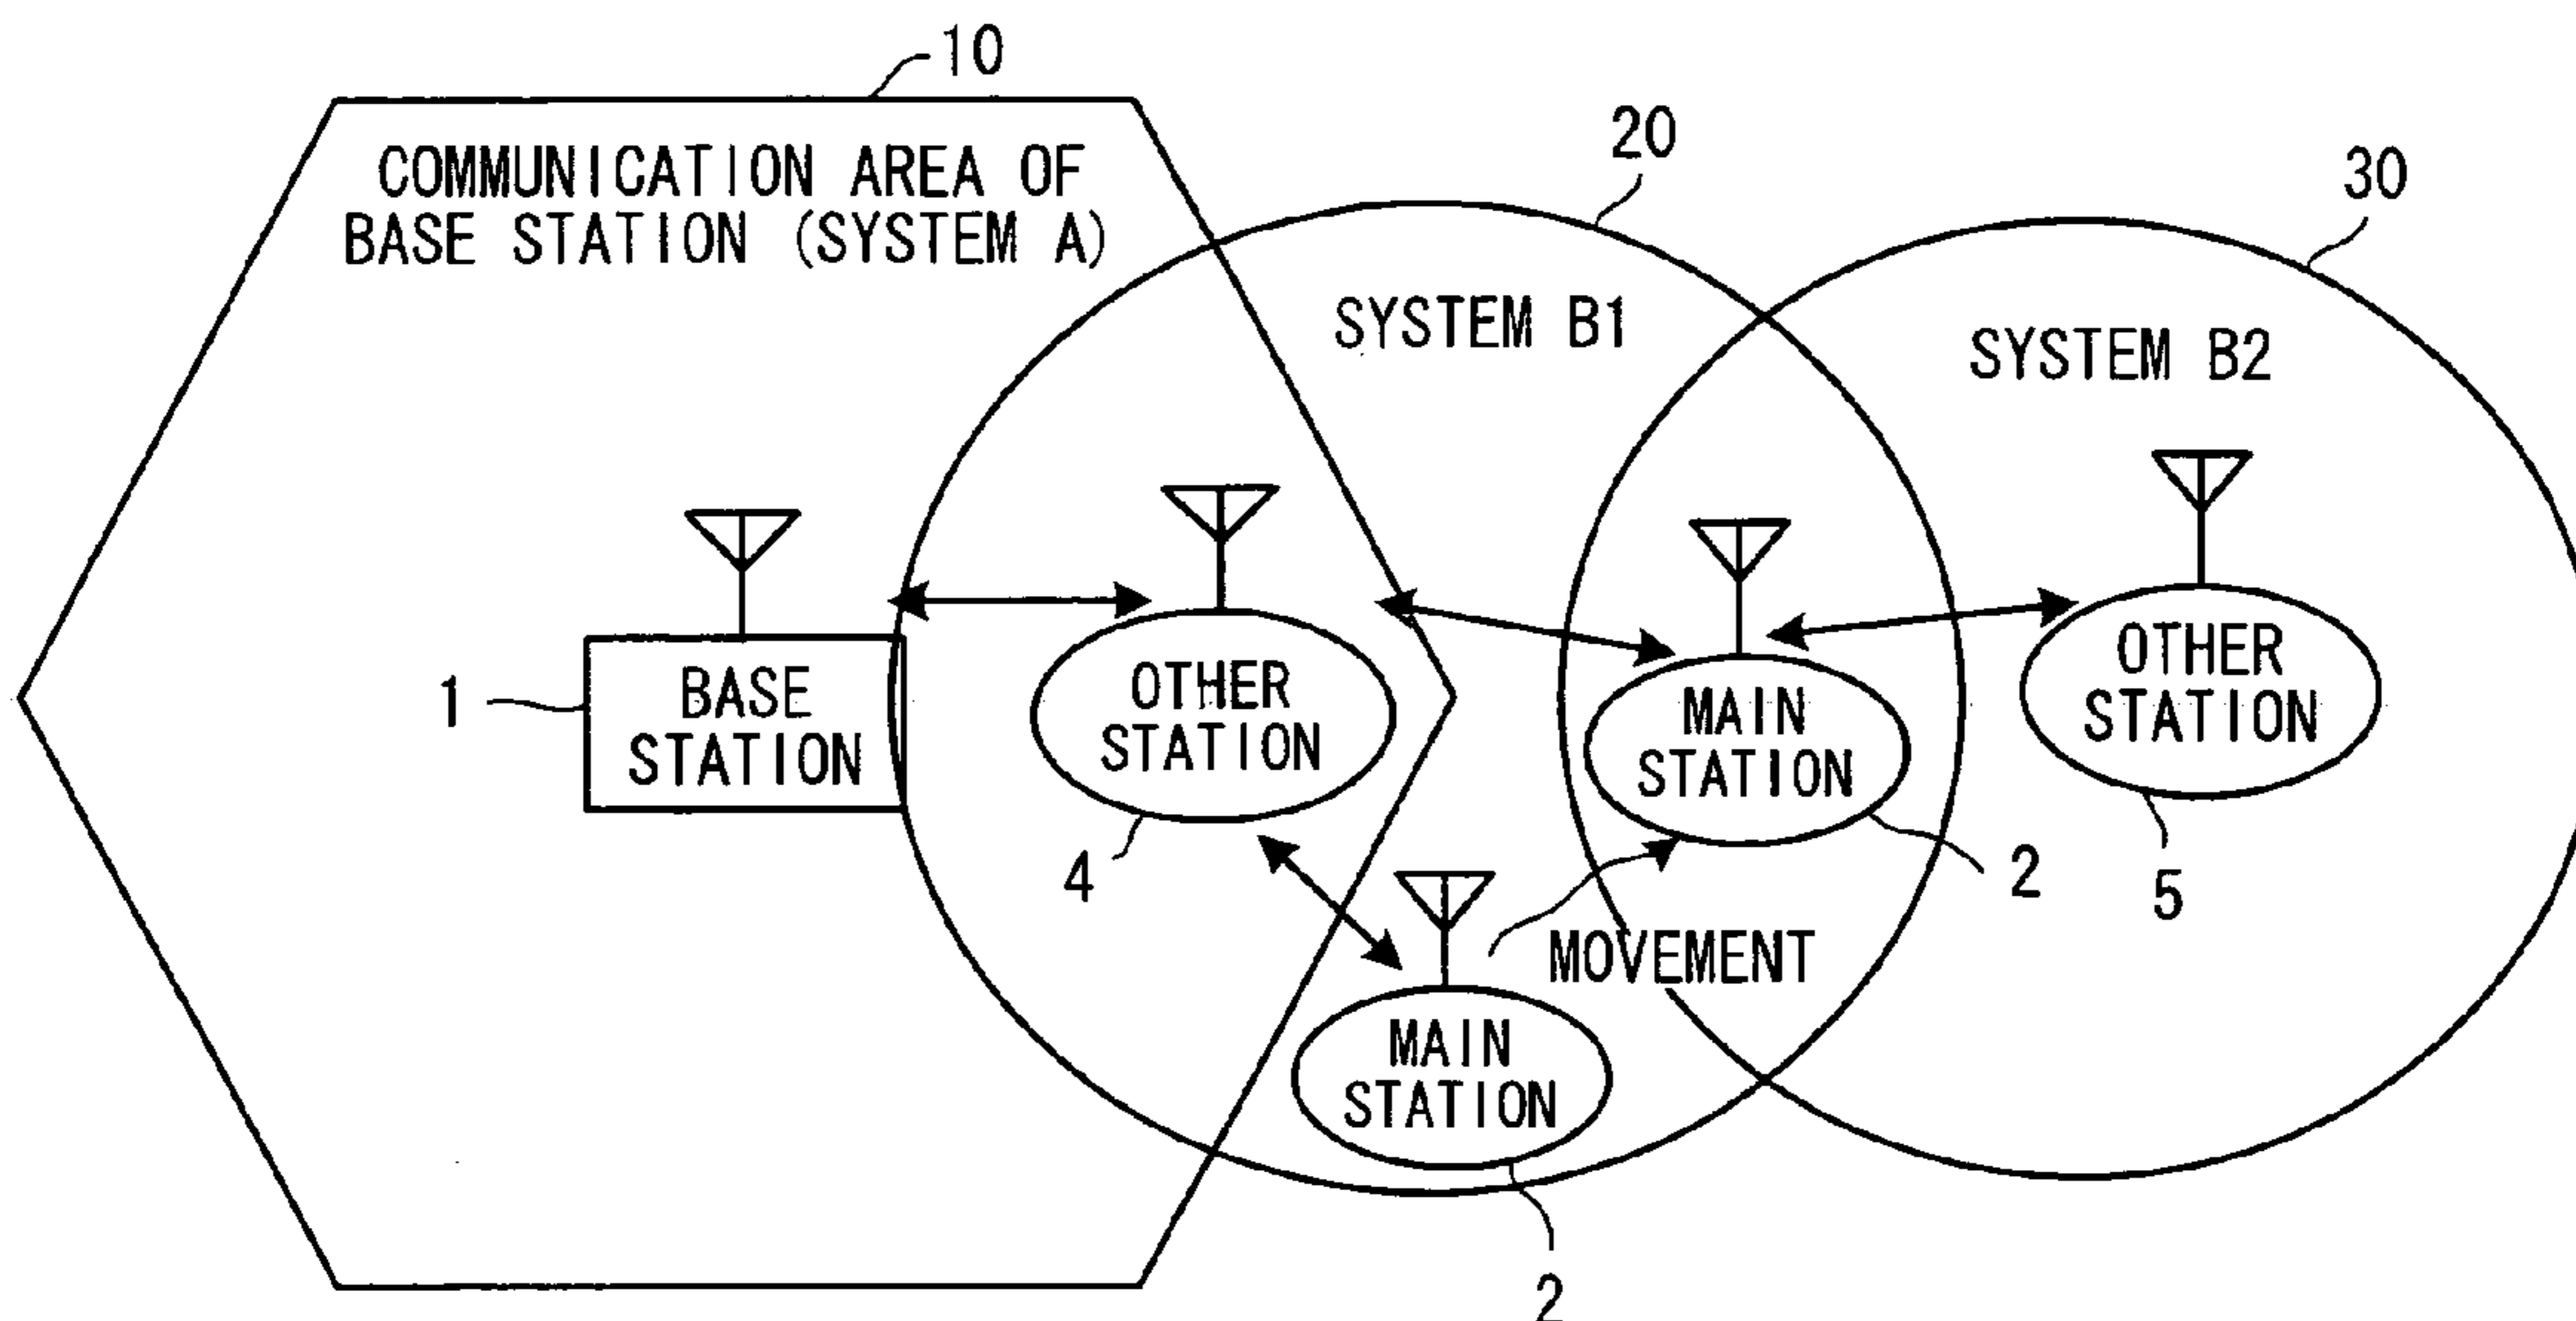 10
COMMUNICATION AREA OF
BASE STATION (SYSTEM A)
20
30
SYSTEM B1
SYSTEM B2
1
BASE
STATION
OTHER
STATION
4
MAIN
STATION
2
OTHER
STATION
5
MOVEMENT
MAIN
STATION
2